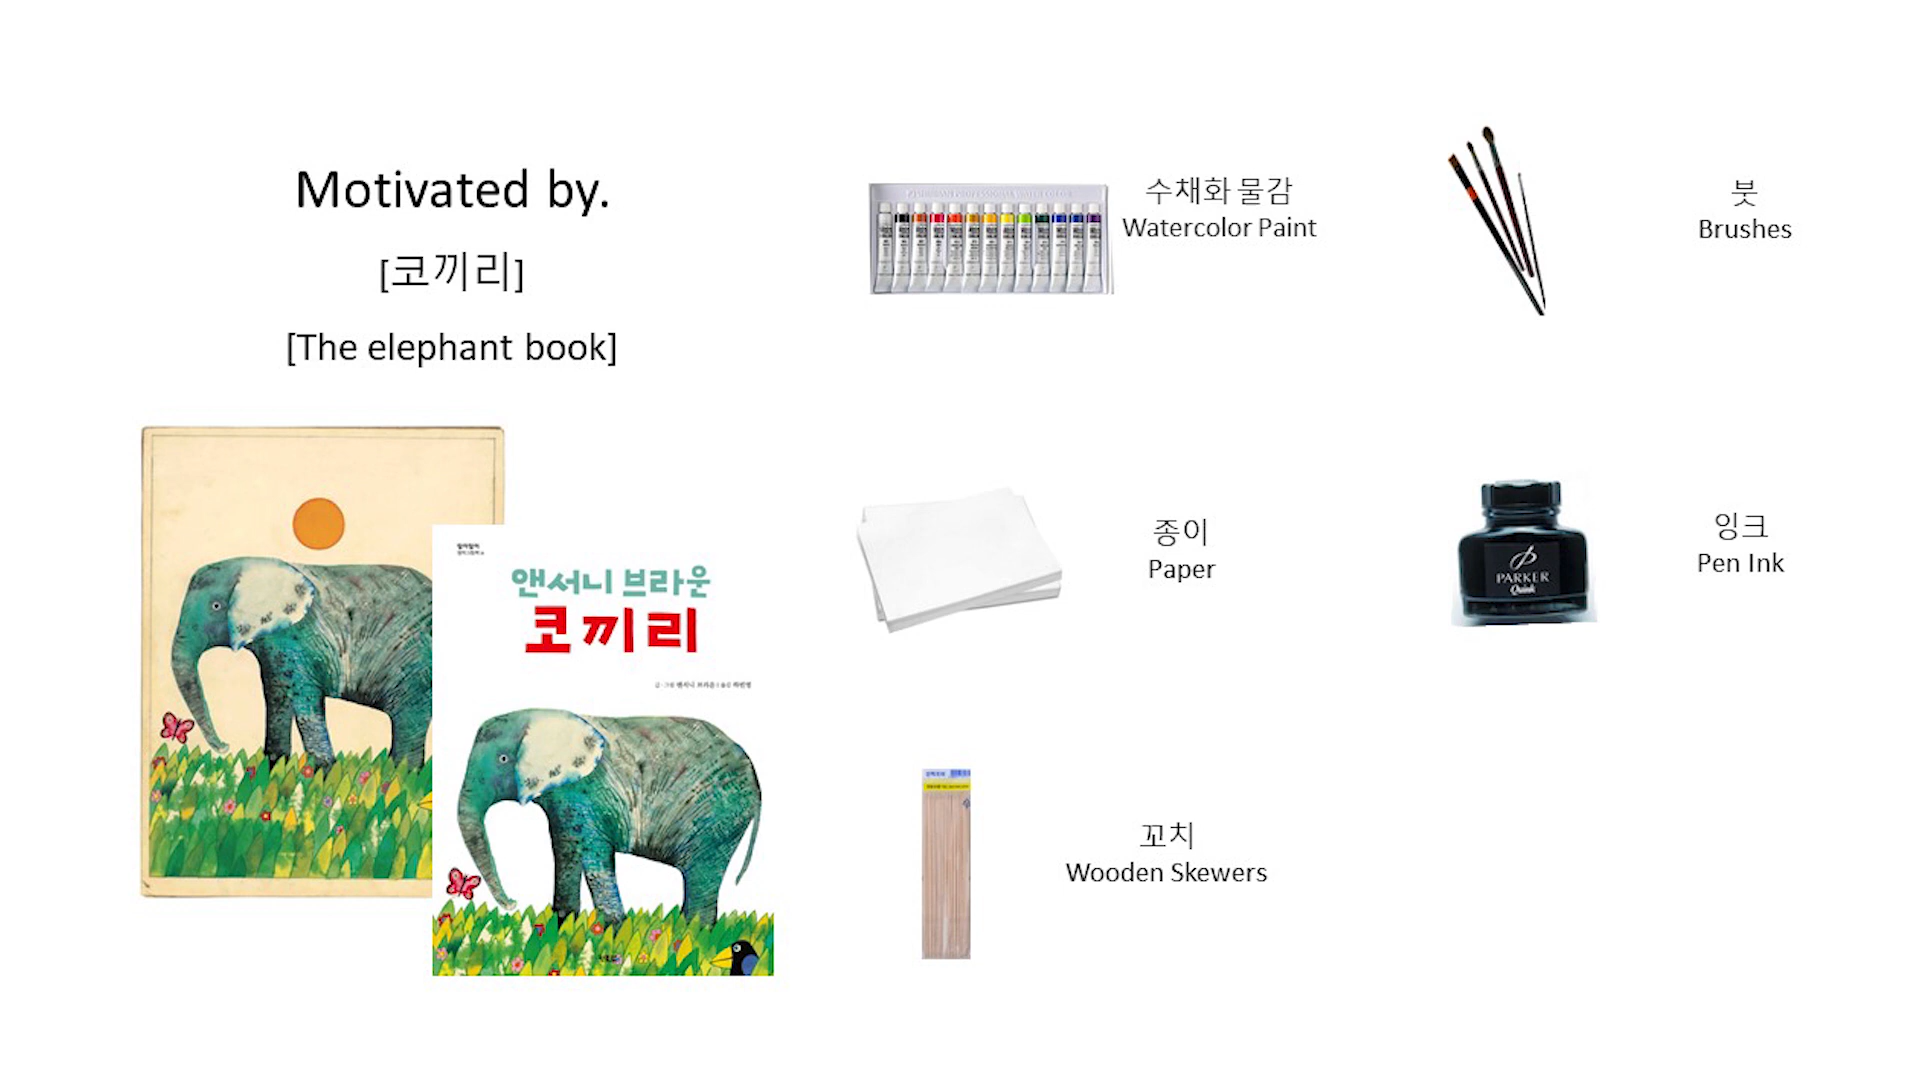 Motivated by.
[코끼리]
[The elephant book]
앤서니 브라운
코끼리
수채화 물감
Watercolor Paint
붓
Brushes
종이
Paper
PARKER
Quink
잉크
Pen Ink
꼬치
Wooden Skewers